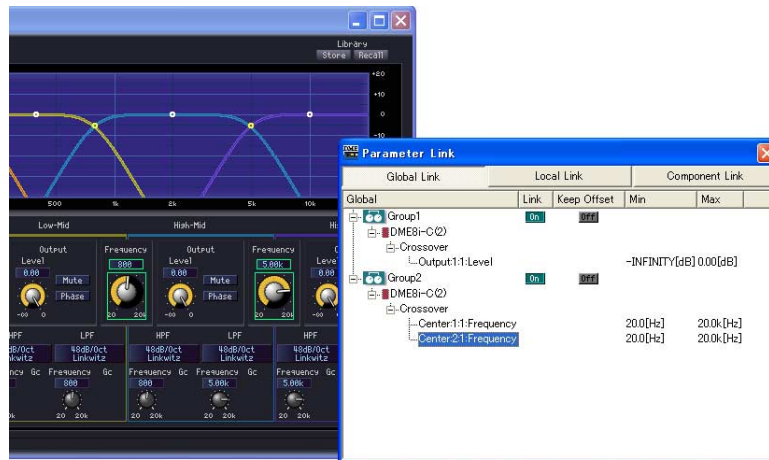 Library
Store Recall
+20
+10
0
-10
500 1k 2k 5k 10k
Low-Mid High-Mid Hi
Output Frequency Output Frequency
Level 800 Level 5.00k
0.00 Mute 0.00 Mute
Phase Phase
-∞ 0 20 20k -∞ 0 20
HPF LPF HPF LPF HPF
dB/Oct 48dB/Oct 48dB/Oct 48dB/Oct 48dB/Oct
Linkwitz Linkwitz Linkwitz Linkwitz Linkwitz
ncy Gc Frequency Gc Frequency Gc Frequency Gc Frequency
800 800 5.00k 5.00k
20 20k 20 20k 20 20k 20 20k
DME Parameter Link
Global Link Local Link Component Link
Global Link Keep Offset Min Max
Group1 On Off
DME8i-C(2)
Crossover
Output:1:1:Level -INFINITY[dB] 0.00[dB]
Group2 On Off
DME8i-C(2)
Crossover
Center:1:1:Frequency 20.0[Hz] 20.0k[Hz]
Center:2:1:Frequency 20.0[Hz] 20.0k[Hz]